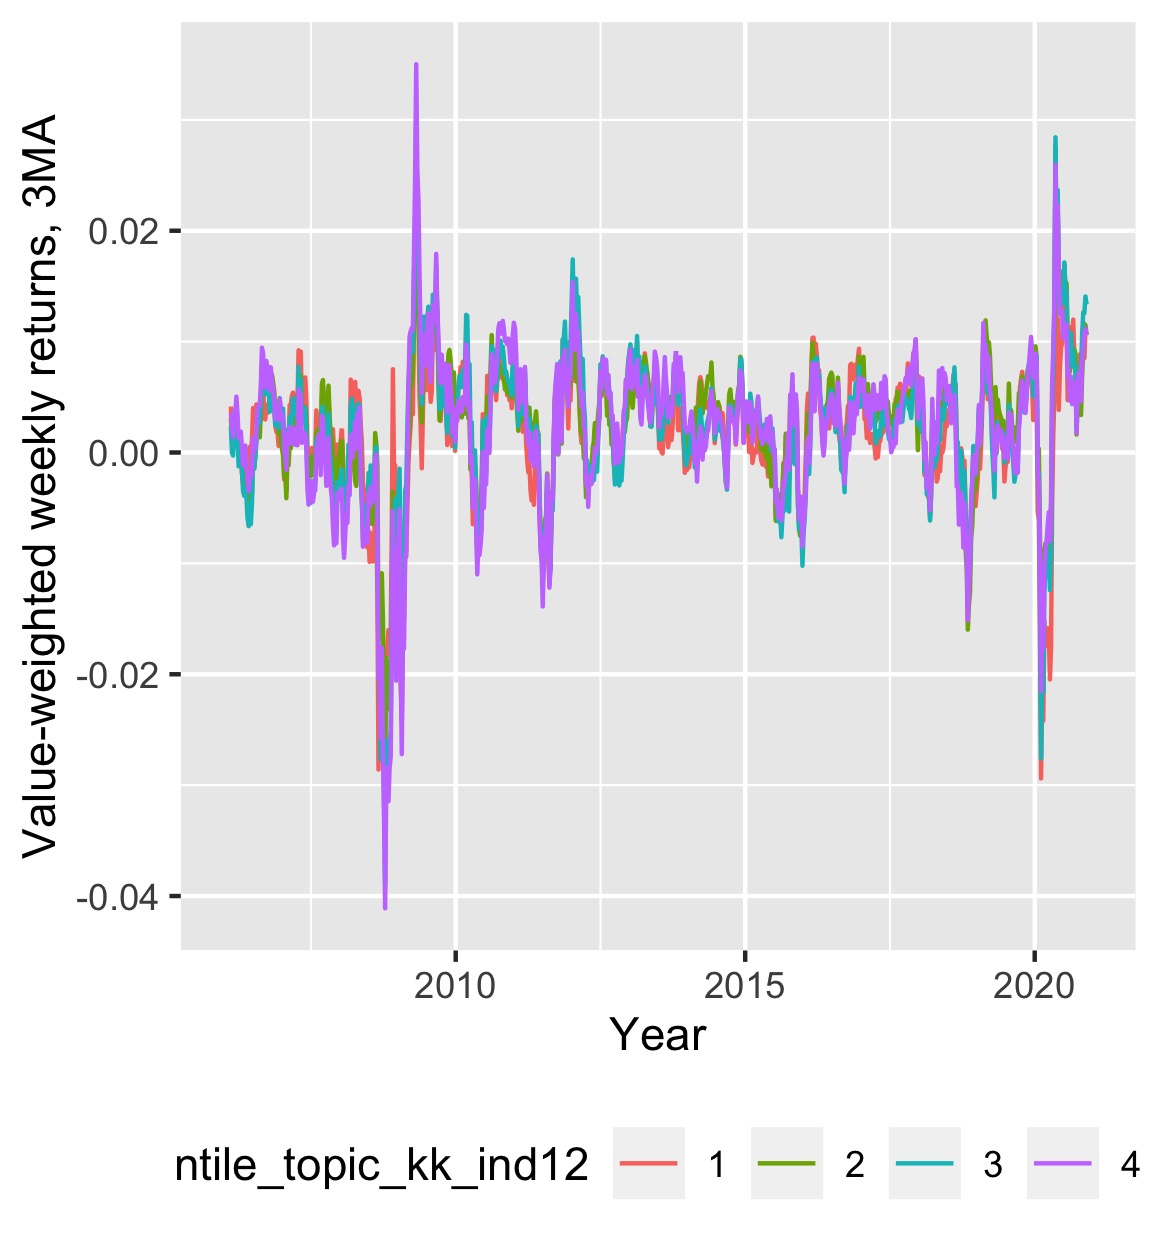 Value-weighted weekly returns, 3MA
0.02
0.00
-0.02
-0.04
2010 2015 2020
Year
ntile_topic_kk_ind12 1 2 3 4